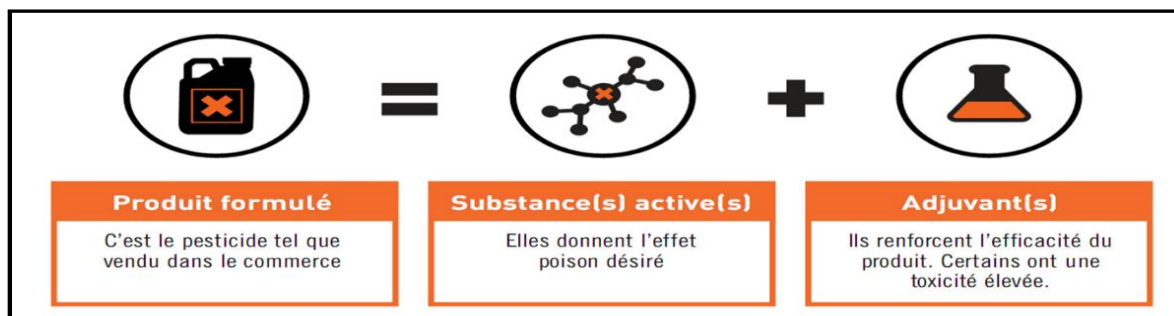 Produit formulé
C'est le pesticide tel que
vendu dans le commerce
Substance(s) active(s)
Elles donnent l'effet
poison désiré
Adjuvant(s)
Ils renforcent l'efficacité du
produit. Certains ont une
toxicité élevée.